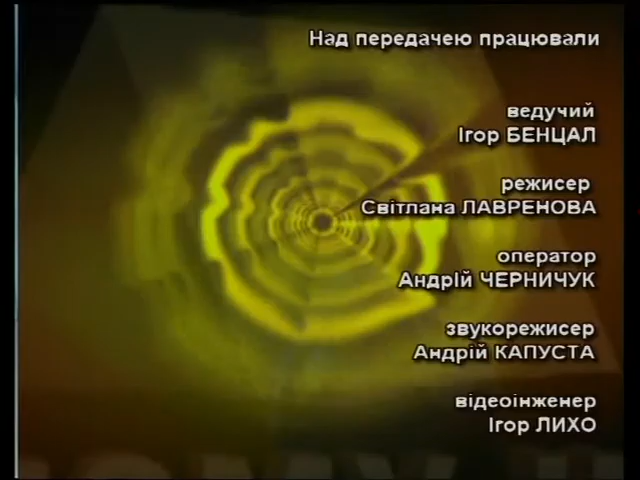 Над передачею працювали
ведучий
Ігор БЕНЦАЛ
режисер
Світлана ЛАВРЕНОВА
оператор
Андрій ЧЕРНИЧУК
звукорежисер
Андрій КАПУСТА
відеоінженер
Ігор ЛИХО